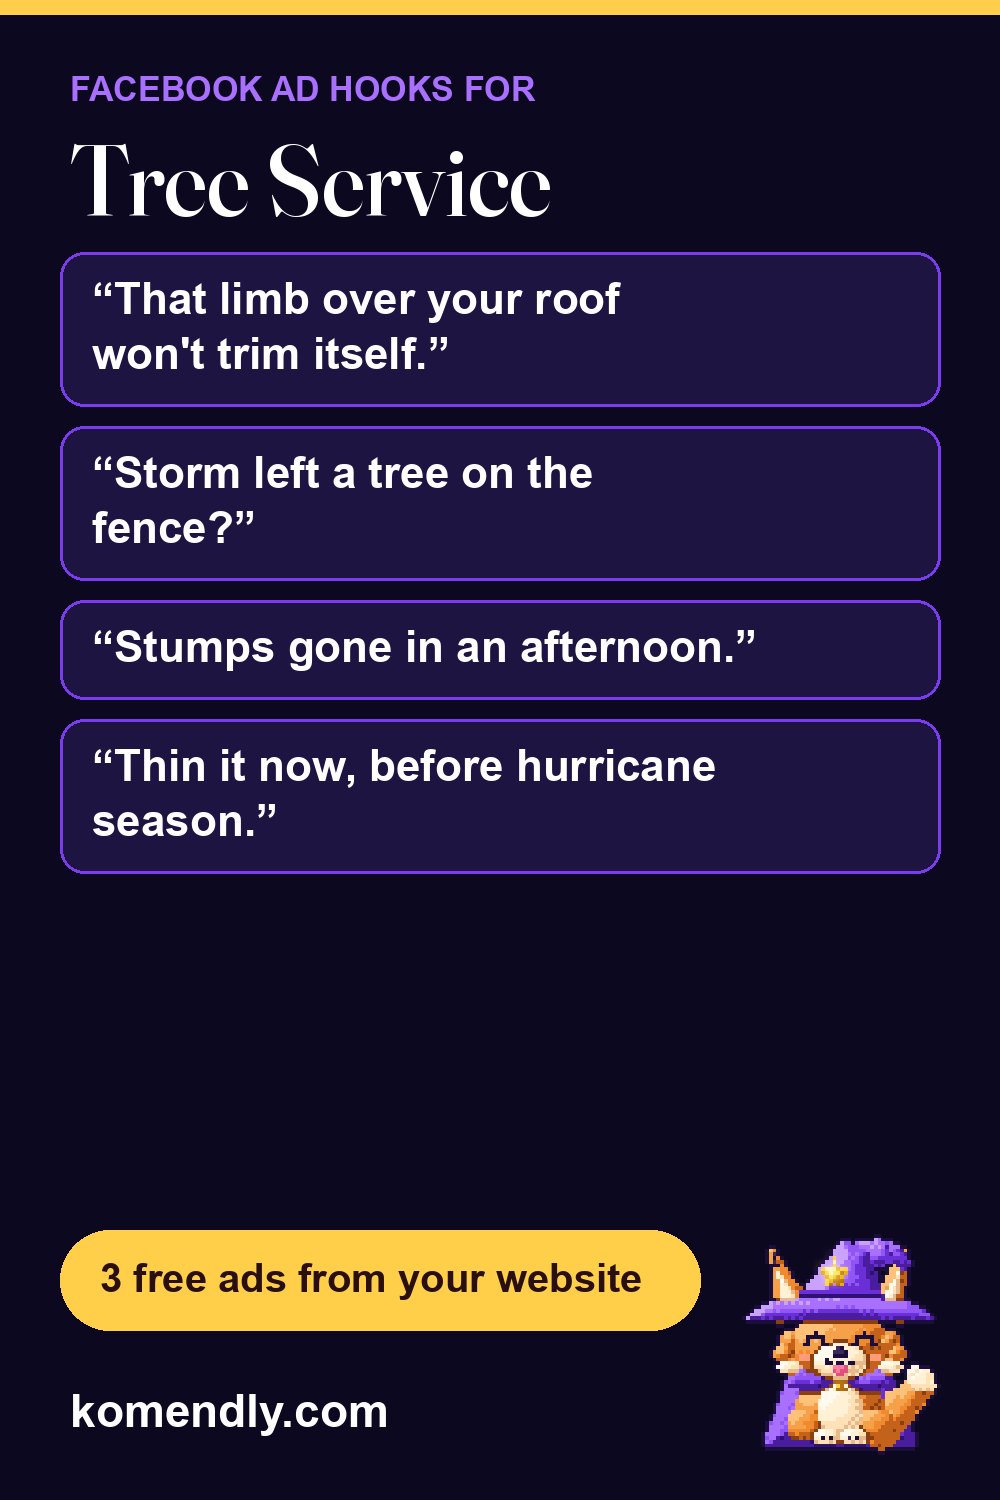 FACEBOOK AD HOOKS FOR
Tree Service
“That limb over your roof
won't trim itself.”
“Storm left a tree on the
fence?”
“Stumps gone in an afternoon.”
“Thin it now, before hurricane
season.”
3 free ads from your website
komendly.com